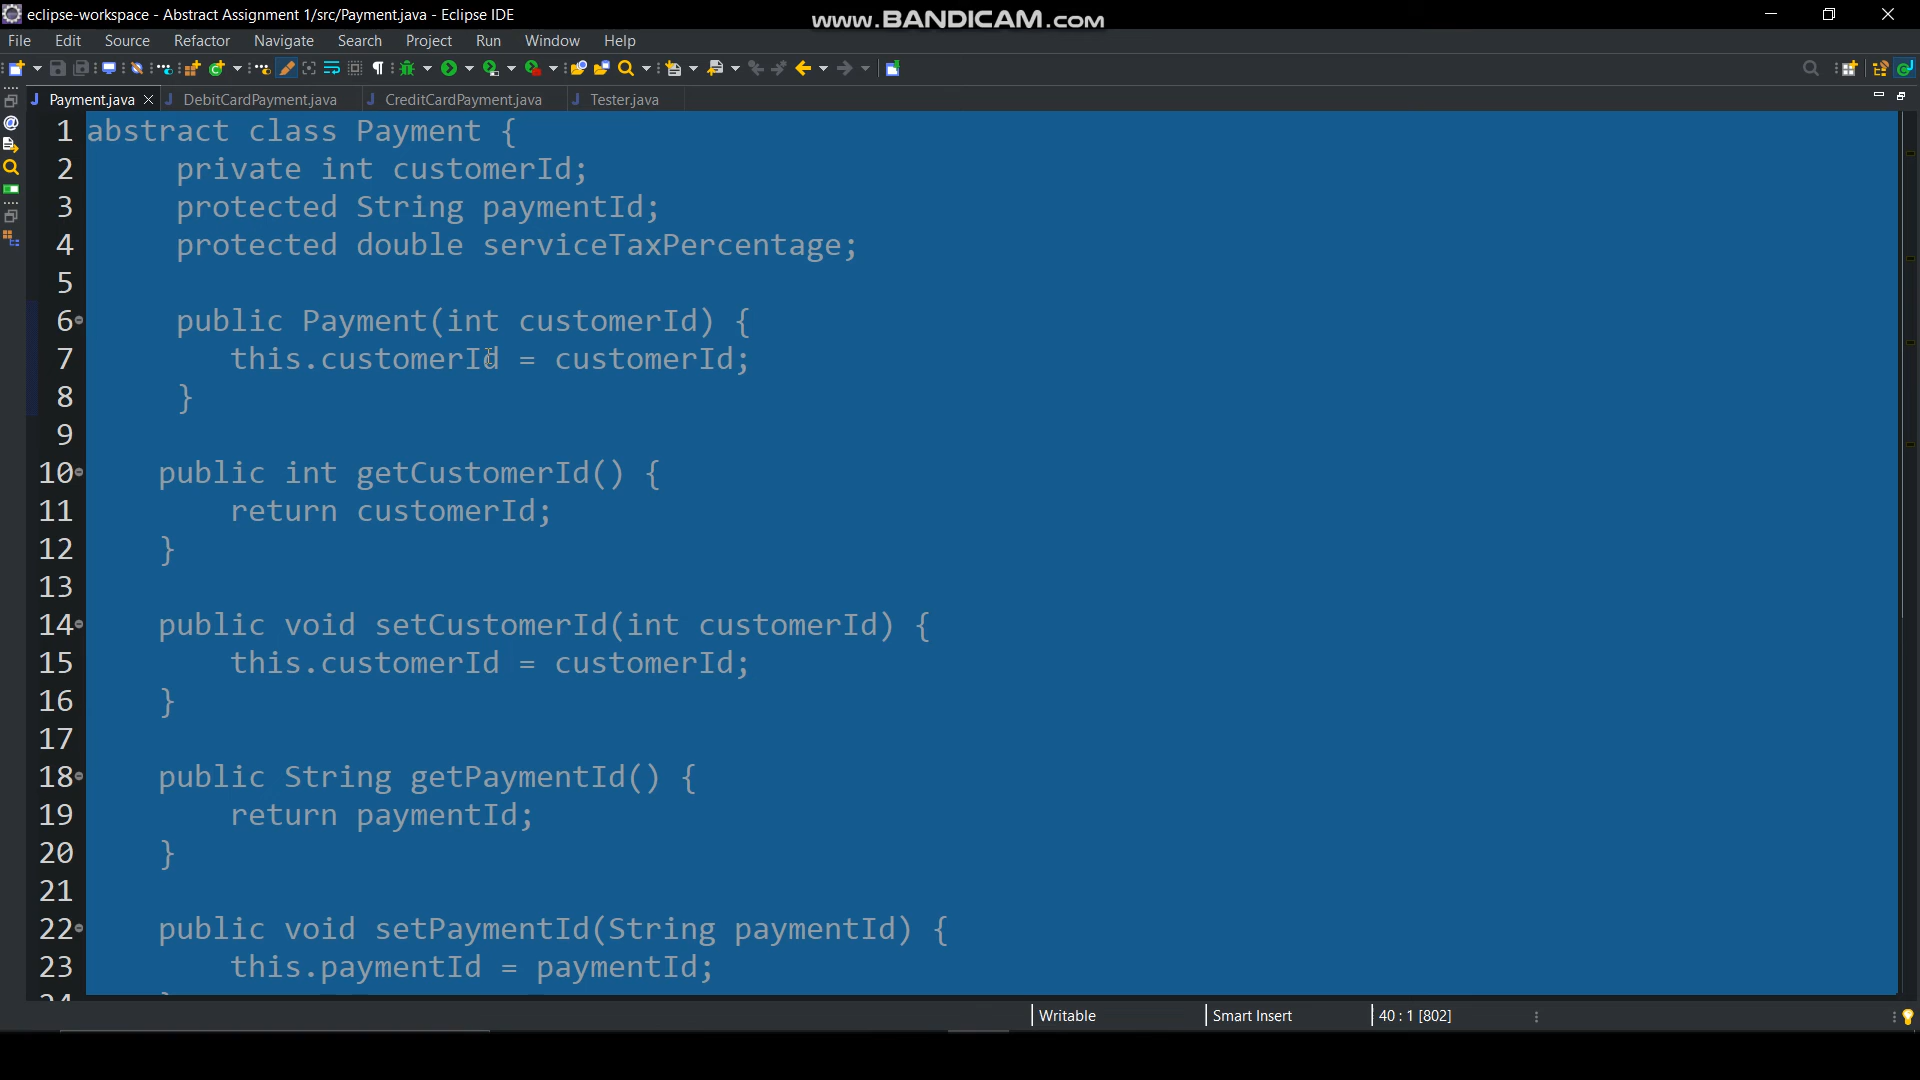 eclipse-workspace - Abstract Assignment 1/src/Payment.java - Eclipse IDE
www.BANDICAM.com
File Edit Source Refactor Navigate Search Project Run Window Help
Payment.java DebitCardPayment.java CreditCardPayment.java Tester.java
1 abstract class Payment {
2 private int customerId;
3 protected String paymentId;
4 protected double serviceTaxPercentage;
5
6 public Payment(int customerId) {
7 this.customerId = customerId;
8 }
9
10 public int getCustomerId() {
11 return customerId;
12 }
13
14 public void setCustomerId(int customerId) {
15 this.customerId = customerId;
16 }
17
18 public String getPaymentId() {
19 return paymentId;
20 }
21
22 public void setPaymentId(String paymentId) {
23 this.paymentId = paymentId;
24 }
Writable Smart Insert 40 : 1 [802]